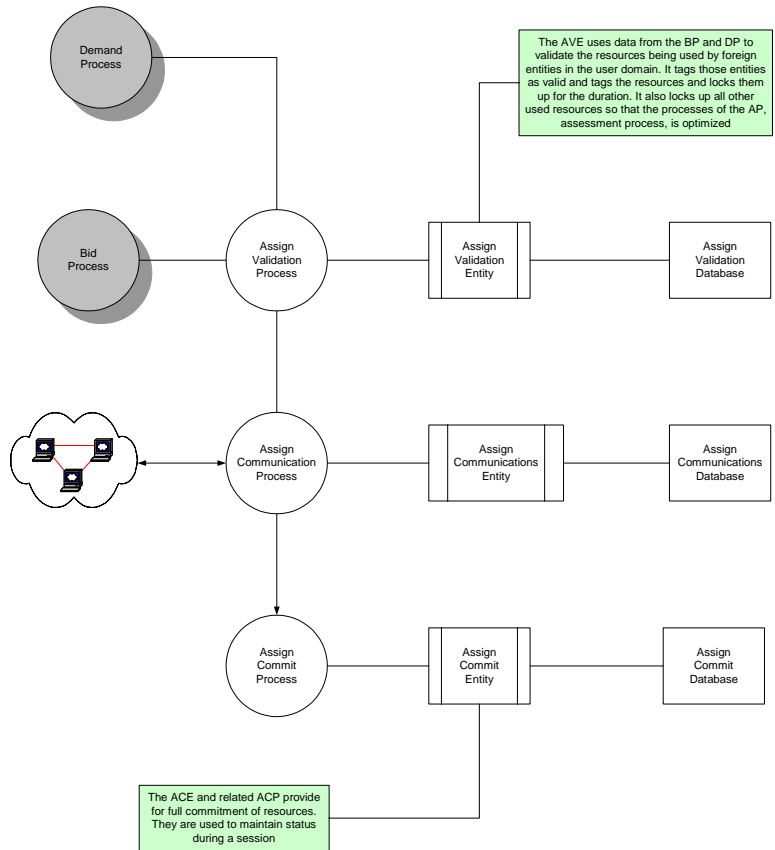 Demand
Process
The AVE uses data from the BP and DP to
validate the resources being used by foreign
entities in the user domain. It tags those entities
as valid and tags the resources and locks them
up for the duration. It also locks up all other
used resources so that the processes of the AP,
assessment process, is optimized
Bid
Process
Assign
Validation
Process
Assign
Validation
Entity
Assign
Validation
Database
Assign
Communication
Process
Assign
Communications
Entity
Assign
Communications
Database
Assign
Commit
Process
Assign
Commit
Entity
Assign
Commit
Database
The ACE and related ACP provide
for full commitment of resources.
They are used to maintain status
during a session